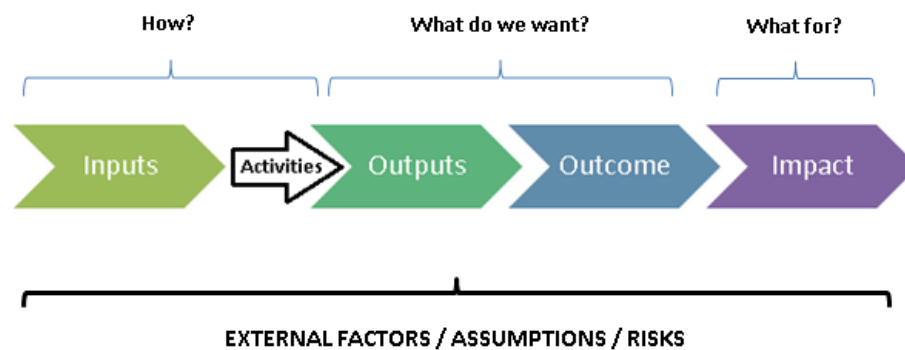 How?
What do we want?
What for?
Inputs
Activities
Outputs
Outcome
Impact
EXTERNAL FACTORS / ASSUMPTIONS / RISKS